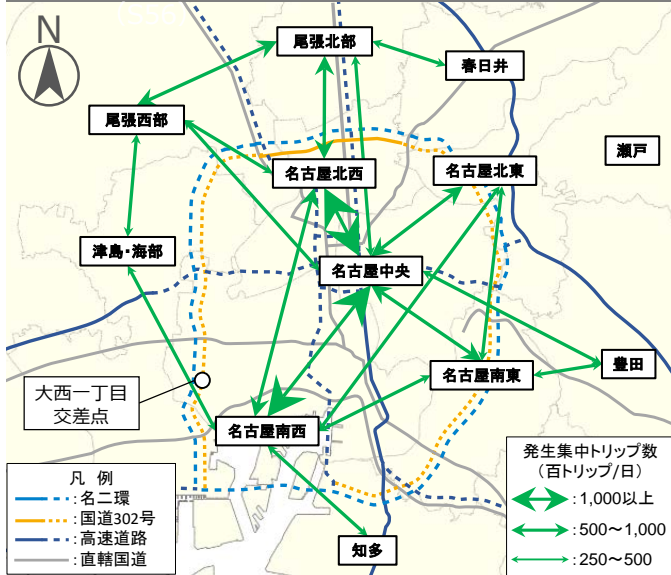 N
尾張北部
春日井
尾張西部
瀬戸
名古屋北西
名古屋北東
津島・海部
名古屋中央
豊田
名古屋南東
大西一丁目
交差点
名古屋南西
知多
凡 例
:名二環
:国道302号
:高速道路
:直轄国道
発生集中トリップ数
(百トリップ/日)
:1,000以上
:500～1,000
:250～500